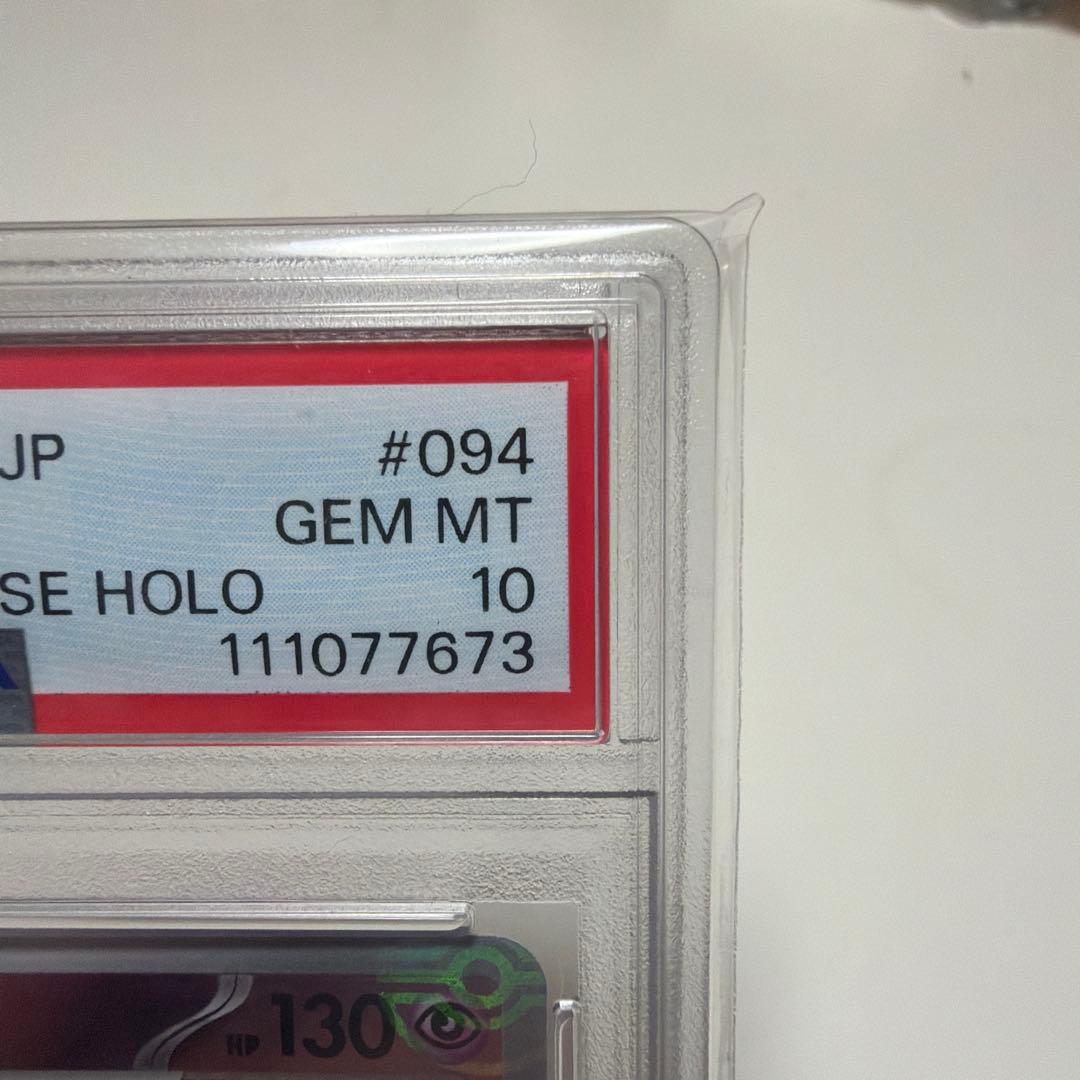 JP #094
GEM MT
SE HOLO 10
111077673
HP 130